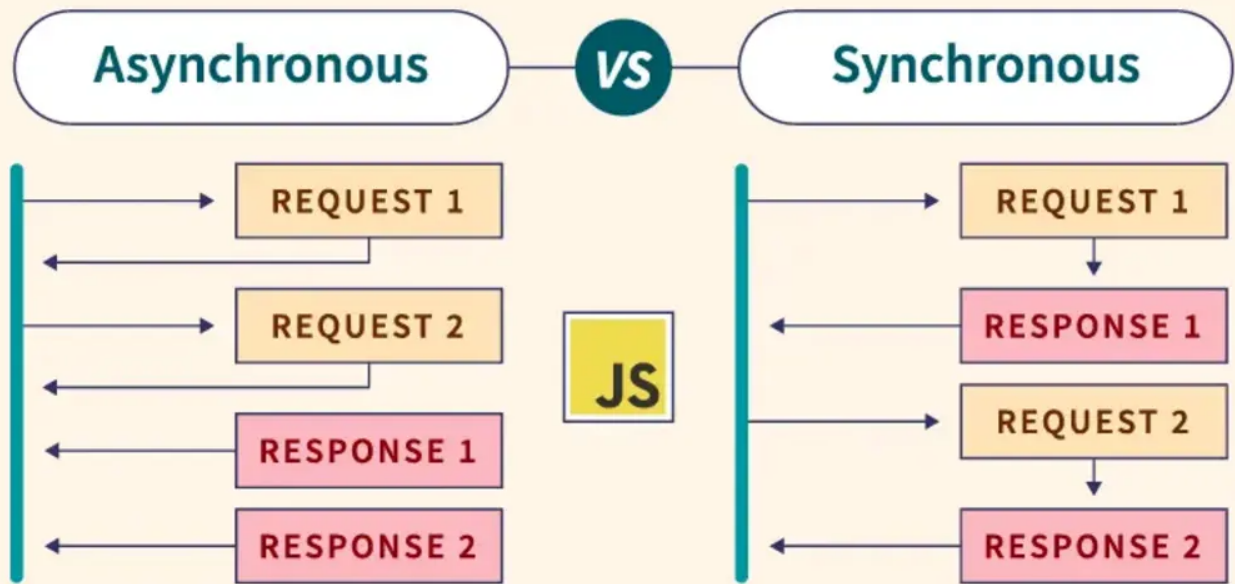 Asynchronous
VS
Synchronous
REQUEST 1
REQUEST 2
RESPONSE 1
RESPONSE 2
JS
REQUEST 1
RESPONSE 1
REQUEST 2
RESPONSE 2